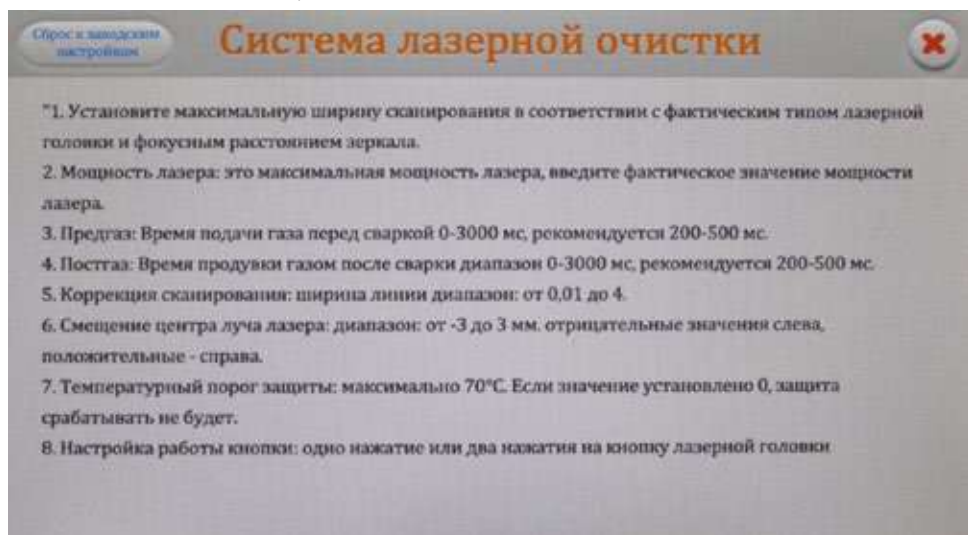 Сброс к заводским
настройкам
Система лазерной очистки
"1. Установите максимальную ширину сканирования в соответствии с фактическим типом лазерной
головки и фокусным расстоянием зеркала.
2. Мощность лазера: это максимальная мощность лазера, введите фактическое значение мощности
лазера.
3. Предгаз: Время подачи газа перед сваркой 0-3000 мс, рекомендуется 200-500 мс.
4. Постгаз: Время продувки газом после сварки диапазон 0-3000 мс, рекомендуется 200-500 мс.
5. Коррекция сканирования: ширина линии диапазон: от 0,01 до 4.
6. Смещение центра луча лазера: диапазон: от -3 до 3 мм. отрицательные значения слева,
положительные - справа.
7. Температурный порог защиты: максимально 70°C. Если значение установлено 0, защита
срабатывать не будет.
8. Настройка работы кнопки: одно нажатие или два нажатия на кнопку лазерной головки